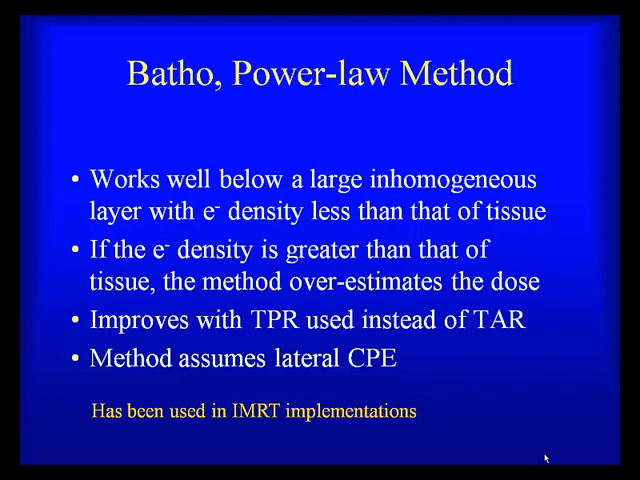 Batho, Power-law Method
• Works well below a large inhomogeneous
layer with e- density less than that of tissue
• If the e- density is greater than that of
tissue, the method over-estimates the dose
• Improves with TPR used instead of TAR
• Method assumes lateral CPE
Has been used in IMRT implementations